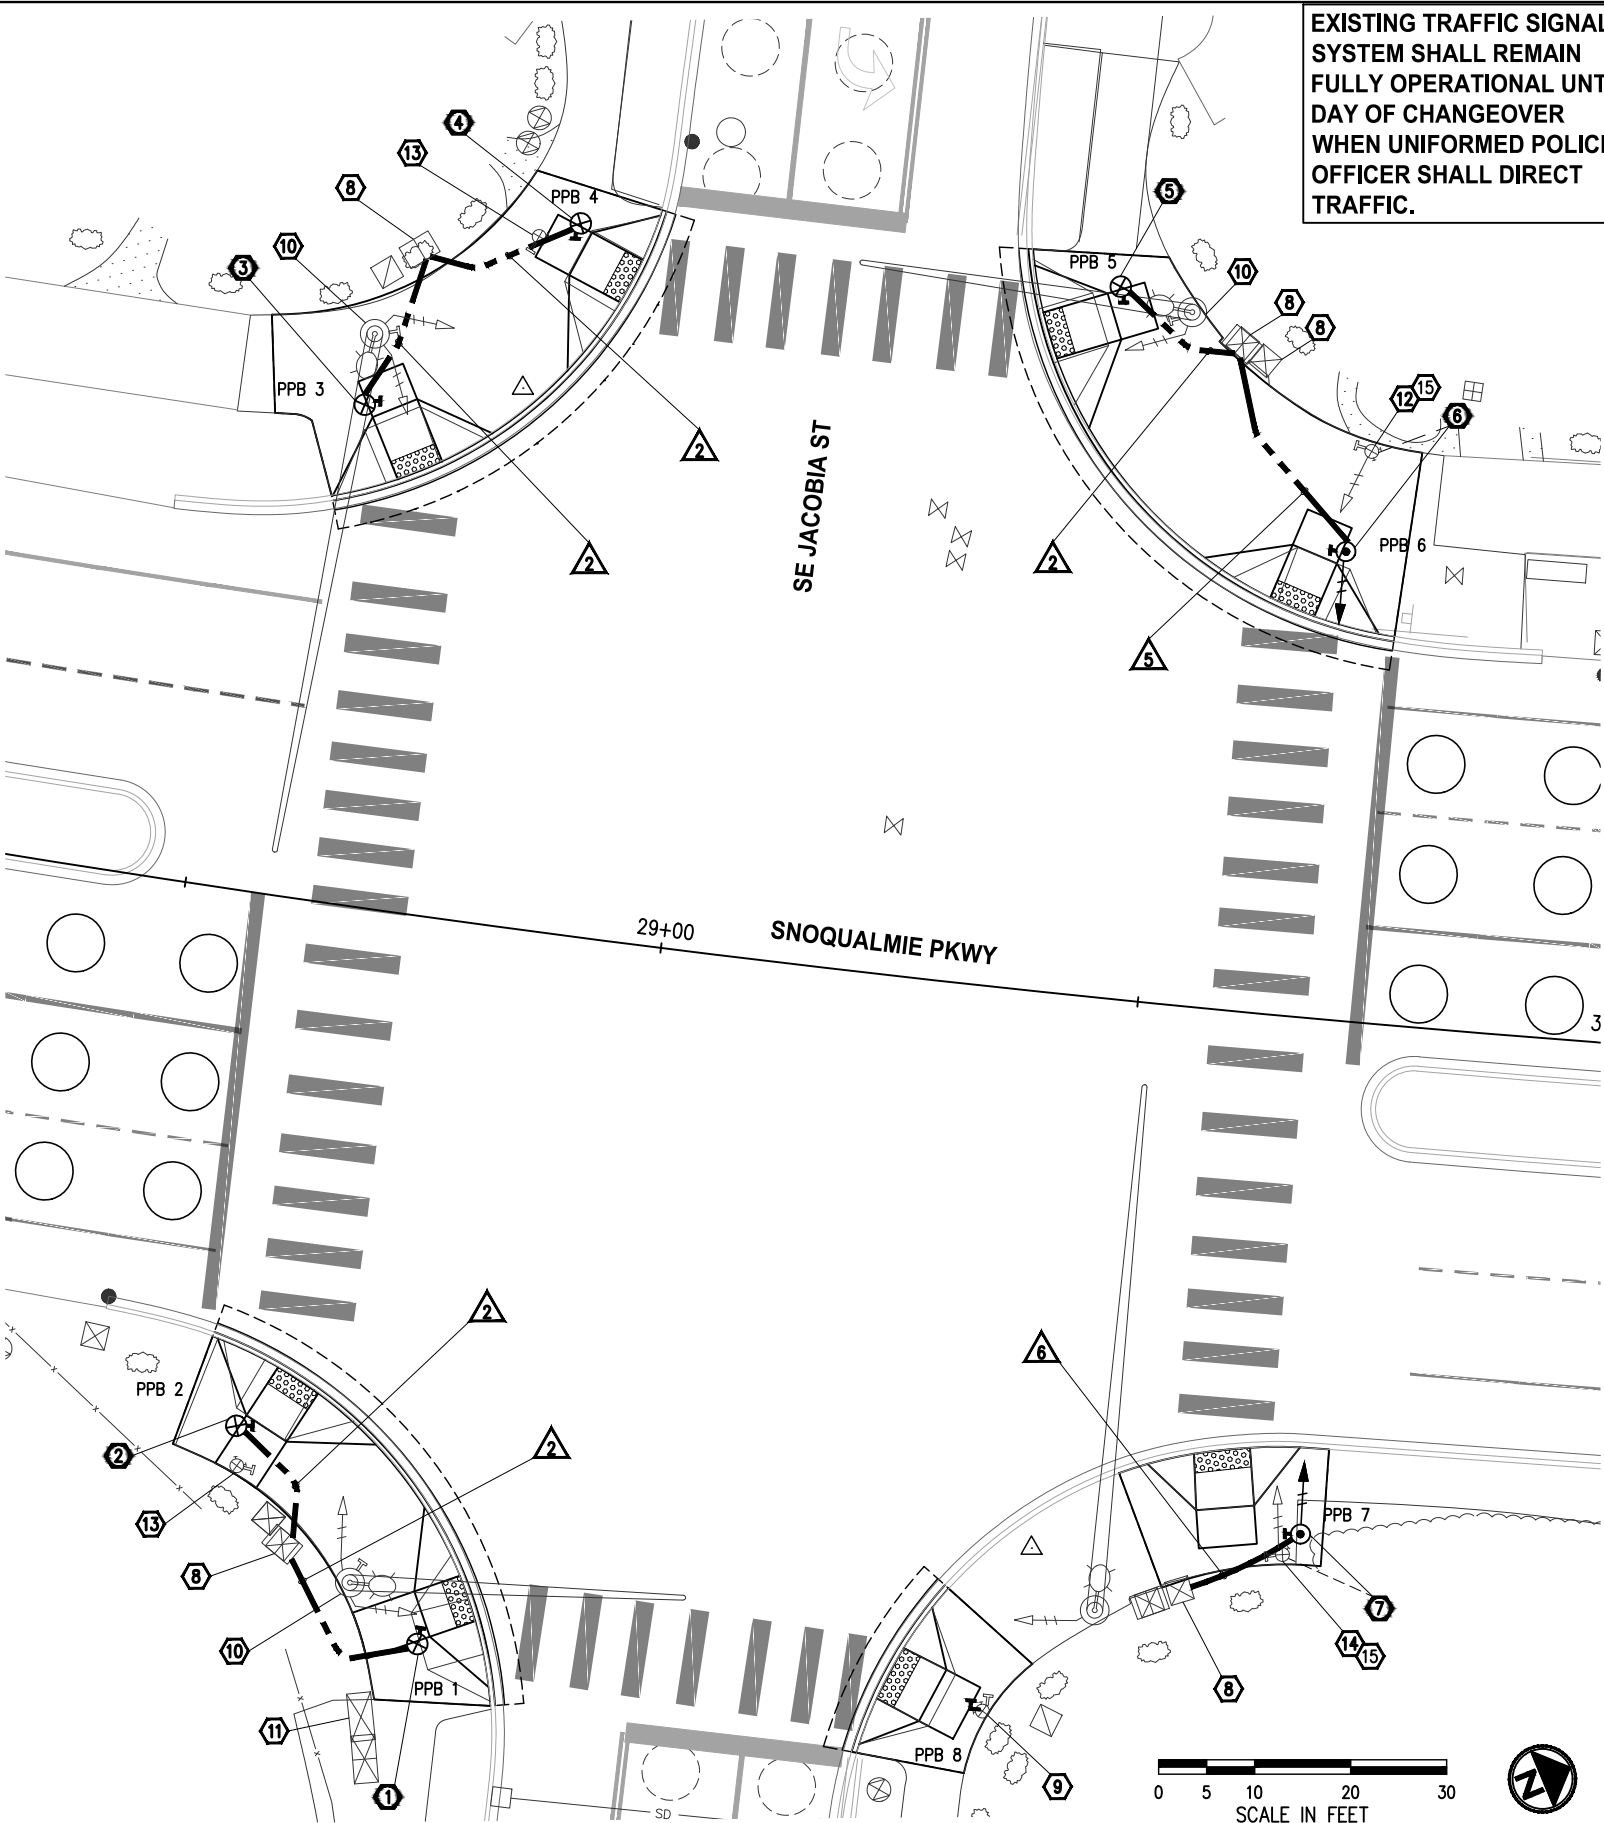 EXISTING TRAFFIC SIGNAL
SYSTEM SHALL REMAIN
FULLY OPERATIONAL UNT
DAY OF CHANGEOVER
WHEN UNIFORMED POLIC
OFFICER SHALL DIRECT
TRAFFIC.
4
13
8
PPB 4
5
10
3
PPB 5
10
8
8
PPB 3
12
15
6
2
SE JACOBIA ST
2
2
PPB 6
5
29+00
SNOQUALMIE PKWY
3
2
6
PPB 2
2
2
13
PPB 7
8
7
10
14
15
PPB 1
8
11
PPB 8
9
1
SD
0 5 10 20 30
SCALE IN FEET
N